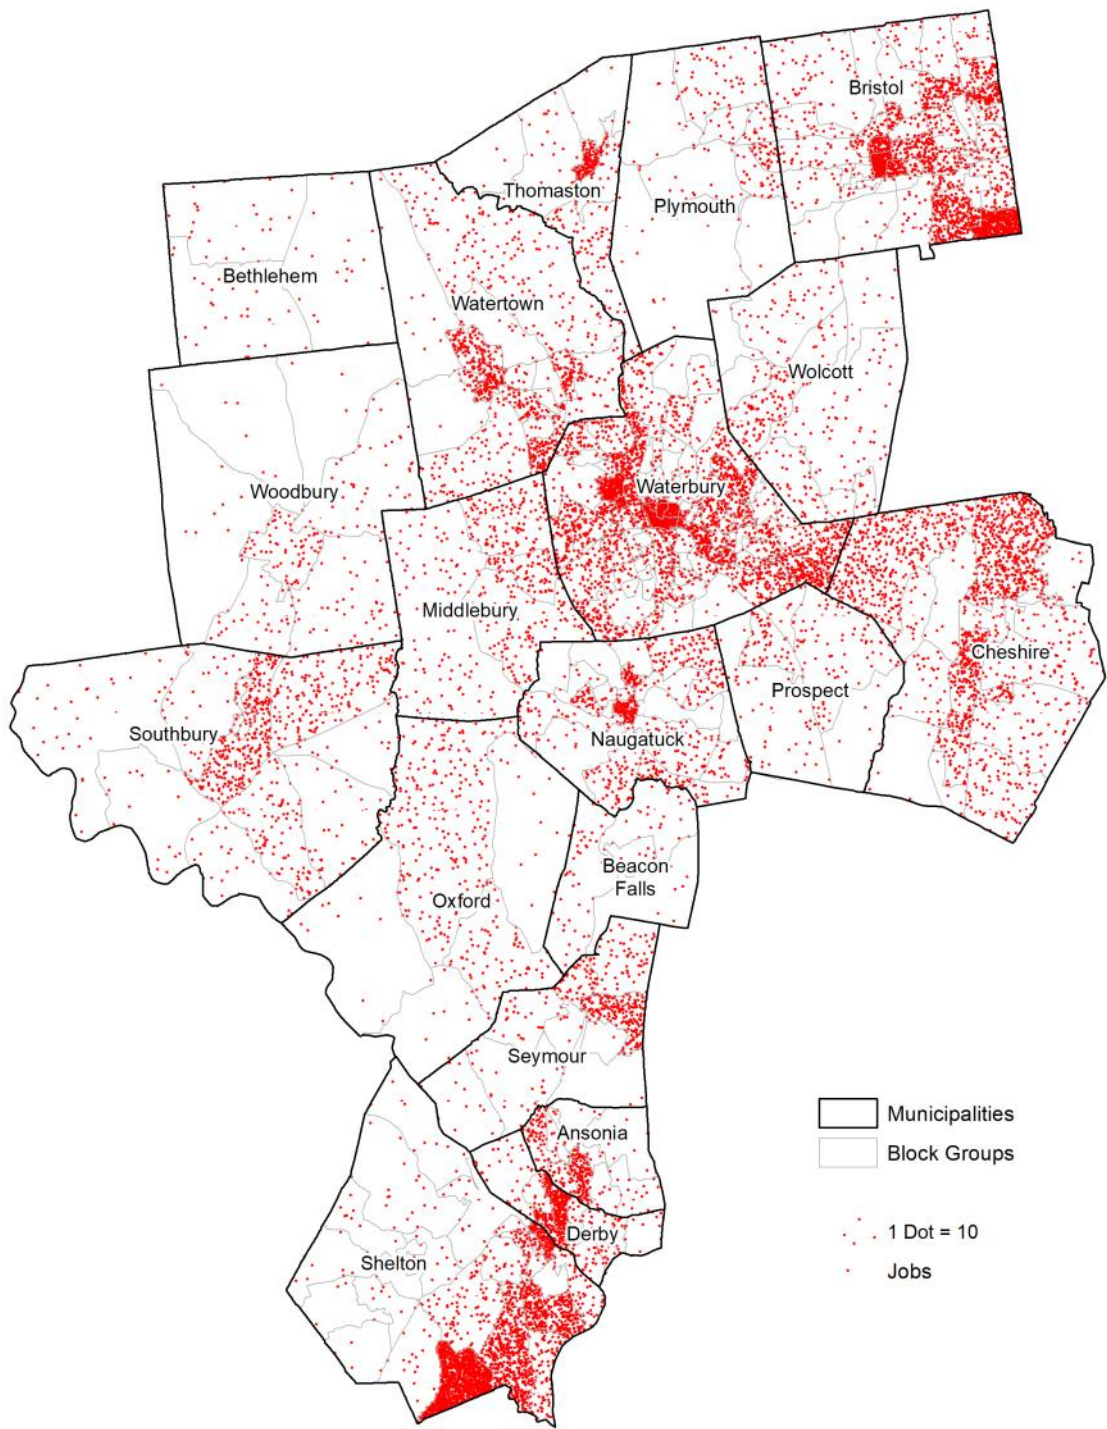 Bristol
Thomaston
Plymouth
Bethlehem
Watertown
Wolcott
Woodbury
Waterbury
Middlebury
Cheshire
Prospect
Southbury
Naugatuck
Beacon
Falls
Oxford
Seymour
Ansonia
Derby
Shelton
Municipalities
Block Groups
1 Dot = 10
Jobs